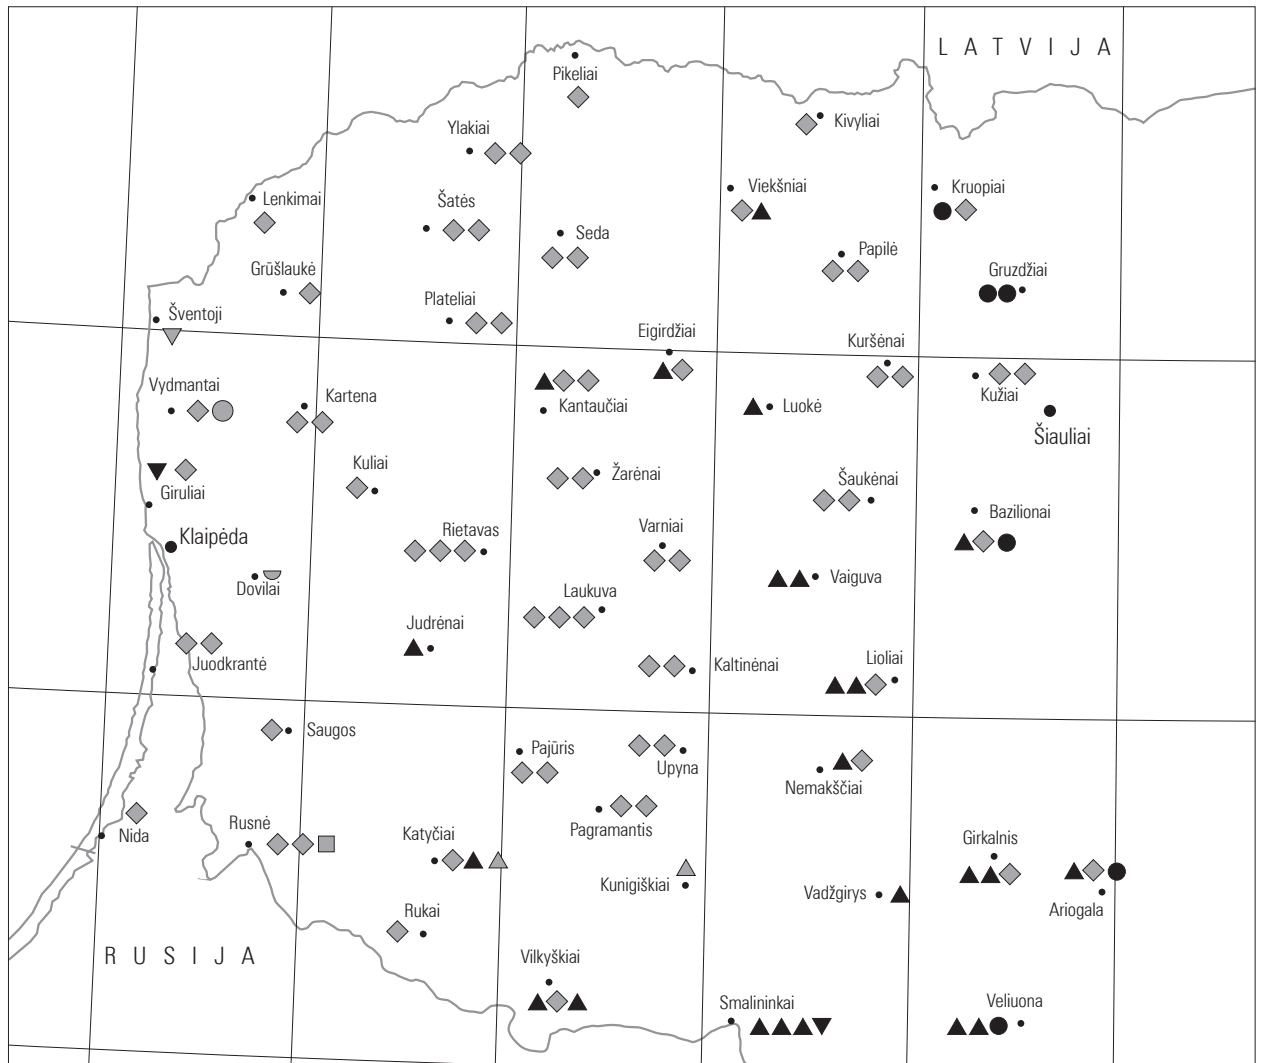 L A T V I J A
Pikeliai
Kivyliai
Ylakiai
Viekšniai
Kruopiai
Lenkimai
Šatės
Seda
Papilė
Gruzdžiai
Grūšlaukė
Plateliai
Šventoji
Eigirdžiai
Kuršėnai
Vydmantai
Kartena
Kantaučiai
Luokė
Kužiai
Šiauliai
Kuliai
Žarėnai
Šaukėnai
Giruliai
Bazilionai
Klaipėda
Rietavas
Varniai
Dovilai
Laukuva
Vaiguva
Judrėnai
Juodkrantė
Kaltinėnai
Lioliai
Saugos
Pajūris
Upyna
Nemakščiai
Nida
Rusnė
Katyčiai
Pagramantis
Girkalnis
Kunigiškiai
Vadžgirys
Ariogala
Rukai
R U S I J A
Vilkyškiai
Smalininkai
Veliuona